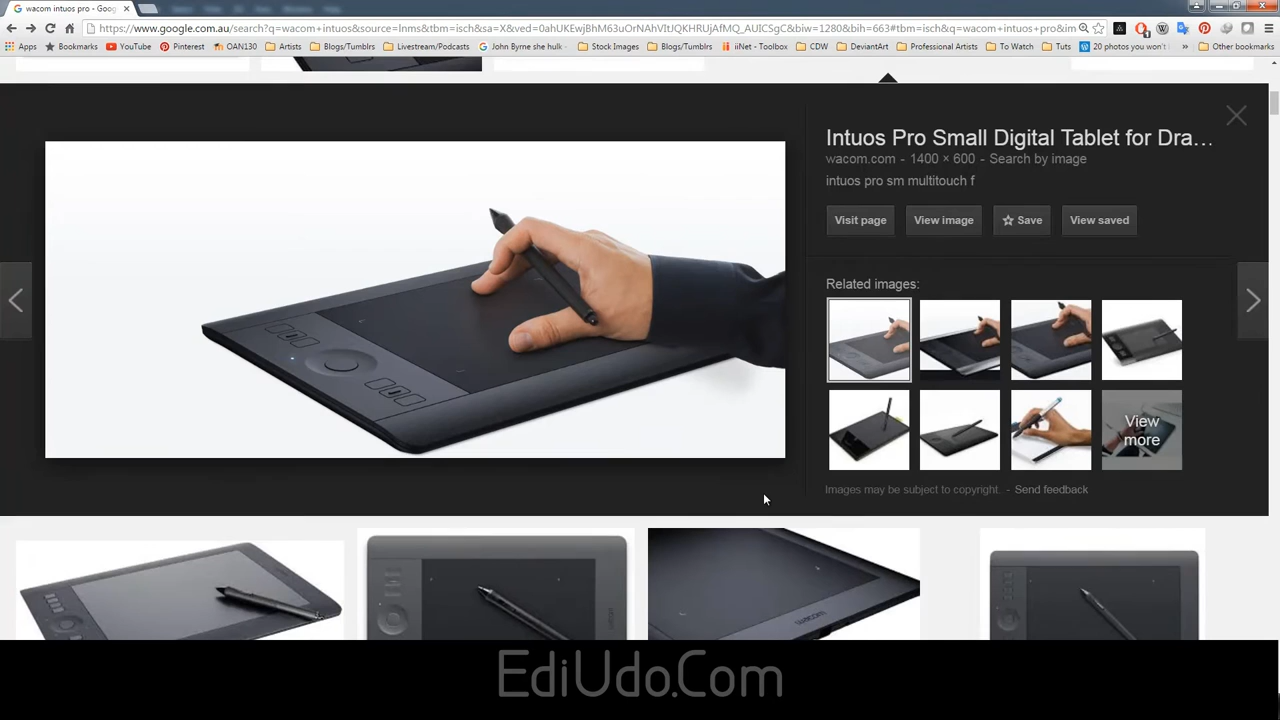 wacom intuos pro - Goog
https://www.google.com.au/search?q=wacom+intuos&source=lnms&tbm=isch&sa=X&ved=0ahUKEwjBhM63uOrNAhVItJQKHRUjAfMQ_AUICSgC&biw=1280&bih=663#tbm=isch&q=wacom+intuos+pro&im
Apps Bookmarks YouTube Pinterest OAN130 Artists Blogs/Tumblrs Livestream/Podcasts John Byrne she hulk - Stock Images Blogs/Tumblrs iiNet - Toolbox CDW DeviantArt Professional Artists To Watch Tuts 20 photos you won't Other bookmarks
Intuos Pro Small Digital Tablet for Dra...
wacom.com - 1400 × 600 - Search by image
intuos pro sm multitouch f
Visit page View image Save View saved
Related images:
View
more
Images may be subject to copyright. - Send feedback
wacom
EdiUdo.Com